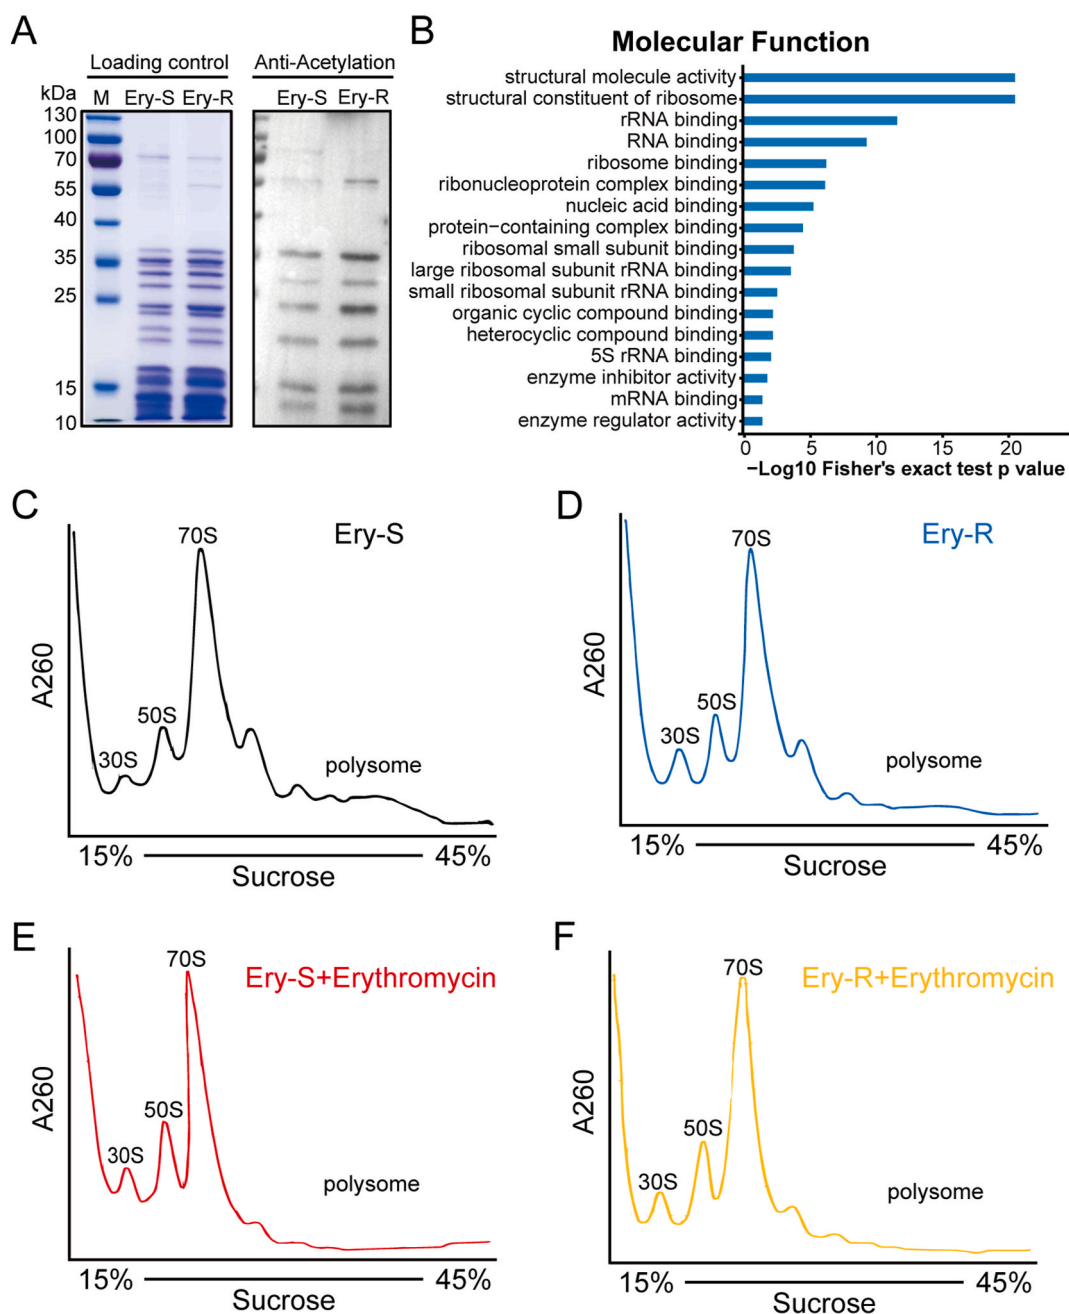 A
Loading control
Anti-Acetylation
kDa
M Ery-S Ery-R
Ery-S Ery-R
130
100
70
55
40
35
25
15
10
B
Molecular Function
structural molecule activity
structural constituent of ribosome
rRNA binding
RNA binding
ribosome binding
ribonucleoprotein complex binding
nucleic acid binding
protein−containing complex binding
ribosomal small subunit binding
large ribosomal subunit rRNA binding
small ribosomal subunit rRNA binding
organic cyclic compound binding
heterocyclic compound binding
5S rRNA binding
enzyme inhibitor activity
mRNA binding
enzyme regulator activity
0 5 10 15 20
−Log10 Fisher's exact test p value
C
Ery-S
70S
50S
30S
polysome
A260
15% 45%
Sucrose
D
Ery-R
70S
50S
30S
polysome
A260
15% 45%
Sucrose
E
Ery-S+Erythromycin
70S
50S
30S
polysome
A260
15% 45%
Sucrose
F
Ery-R+Erythromycin
70S
50S
30S
polysome
A260
15% 45%
Sucrose